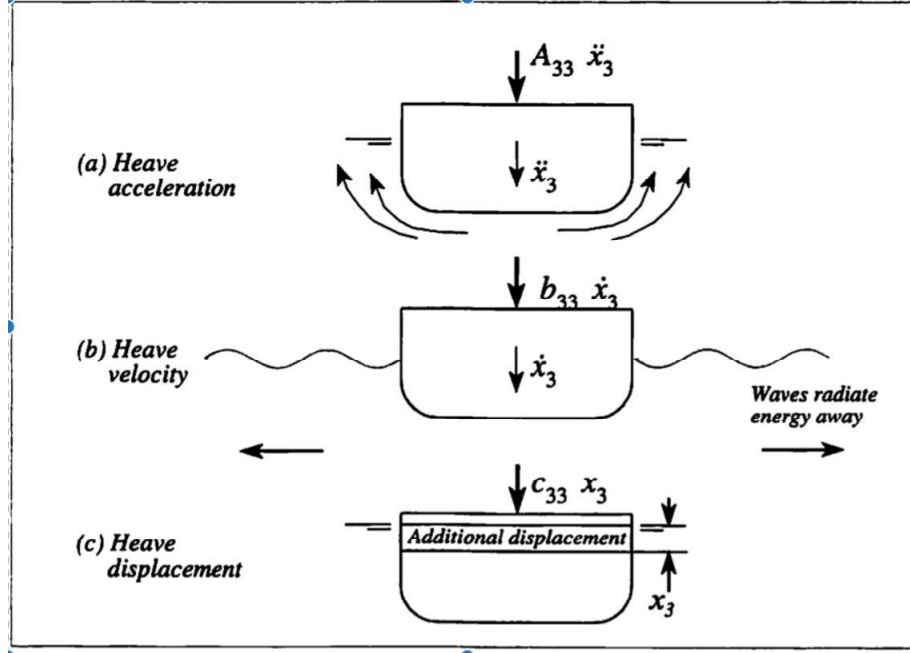 A₃₃ ẍ₃
(a) Heave
acceleration
ẍ₃
b₃₃ ẋ₃
(b) Heave
velocity
ẋ₃
Waves radiate
energy away
c₃₃ x₃
Additional displacement
(c) Heave
displacement
x₃